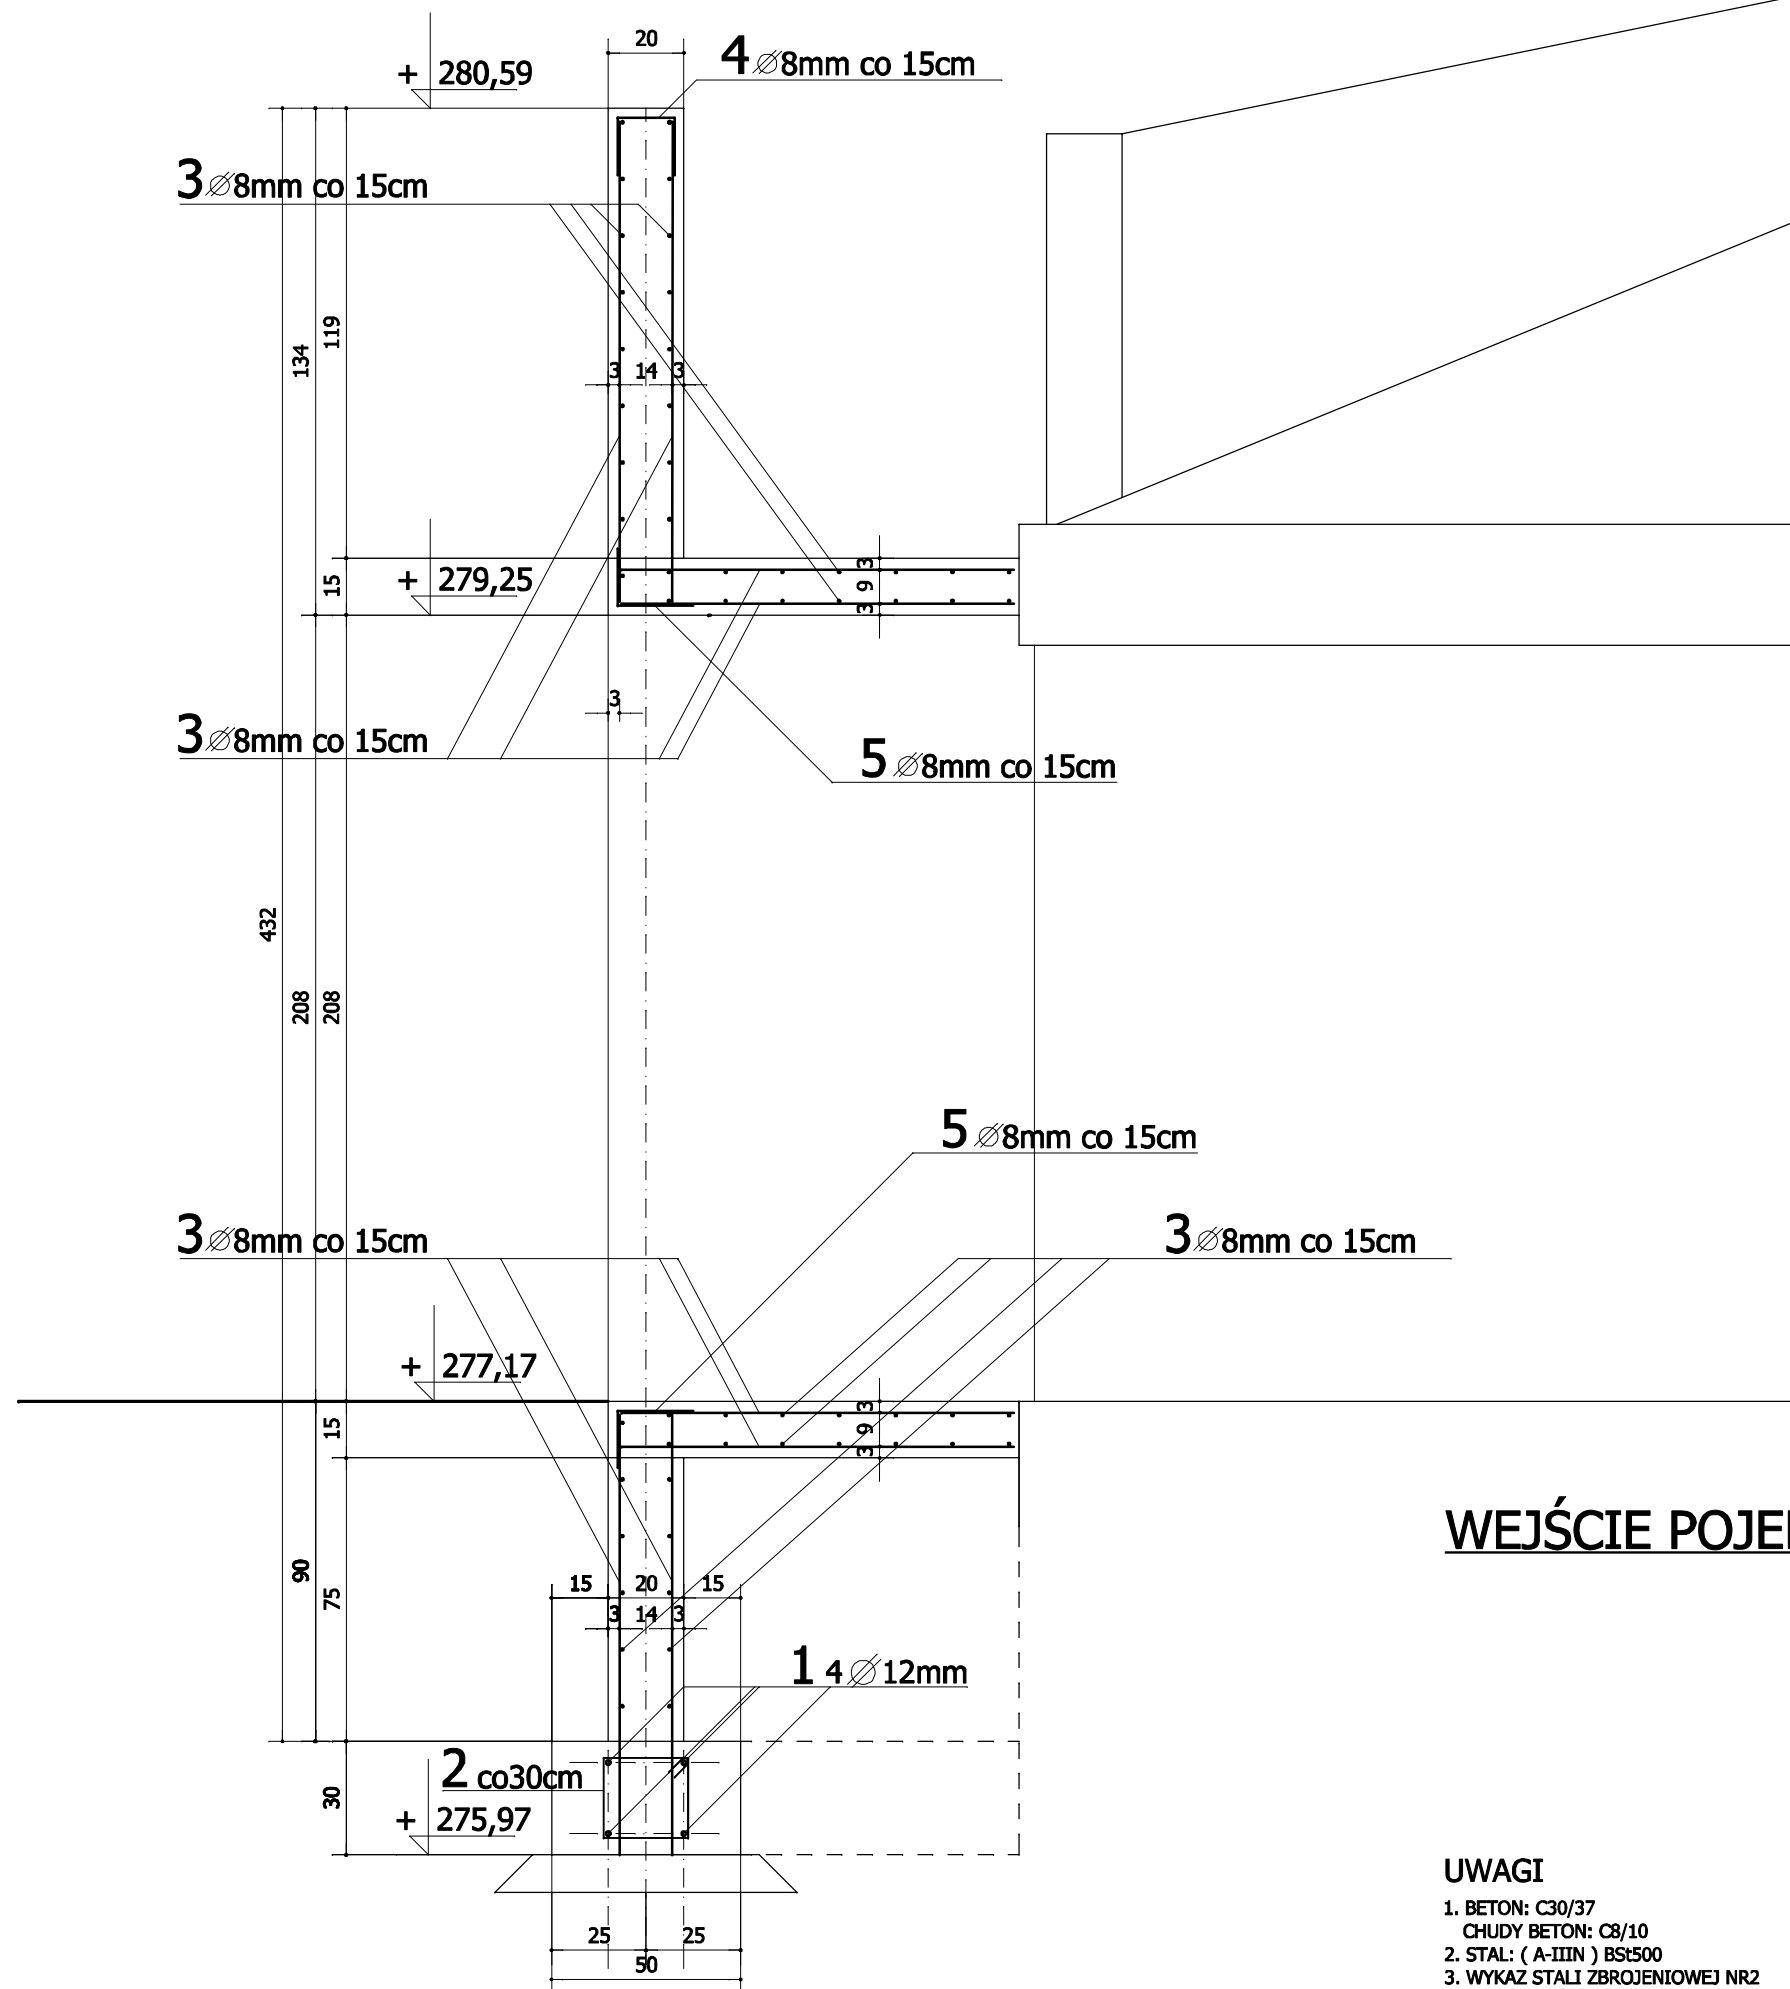 20
4 ⌀8mm co 15cm
+ 280,59
3⌀8mm co 15cm
119
134
3 14 3
3
9
3
15
+ 279,25
3
3⌀8mm co 15cm
5 ⌀8mm co 15cm
432
208
208
5 ⌀8mm co 15cm
3⌀8mm co 15cm
3⌀8mm co 15cm
+ 277,17
15
3
9
3
WEJŚCIE POJE
90
75
15 20 15
3 14 3
1 4 ⌀12mm
2 co30cm
30
+ 275,97
UWAGI
1. BETON: C30/37
CHUDY BETON: C8/10
2. STAL: ( A-IIIN ) BSt500
3. WYKAZ STALI ZBROJENIOWEJ NR2
25 25
50